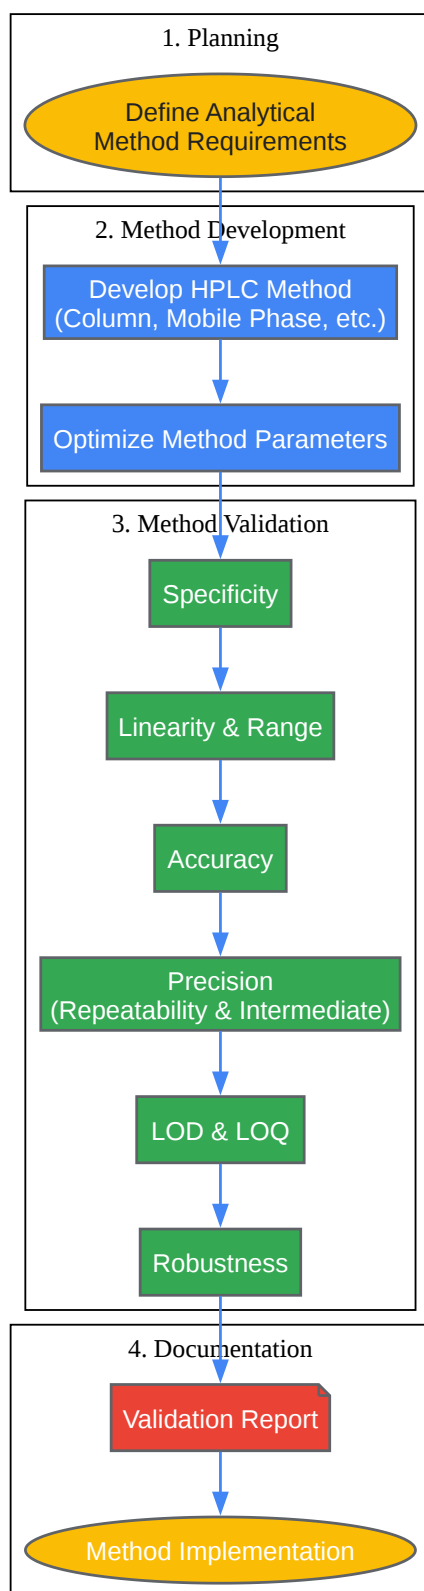 1. Planning
Define Analytical
Method Requirements
2. Method Development
Develop HPLC Method
(Column, Mobile Phase, etc.)
Optimize Method Parameters
3. Method Validation
Specificity
Linearity & Range
Accuracy
Precision
(Repeatability & Intermediate)
LOD & LOQ
Robustness
4. Documentation
Validation Report
Method Implementation